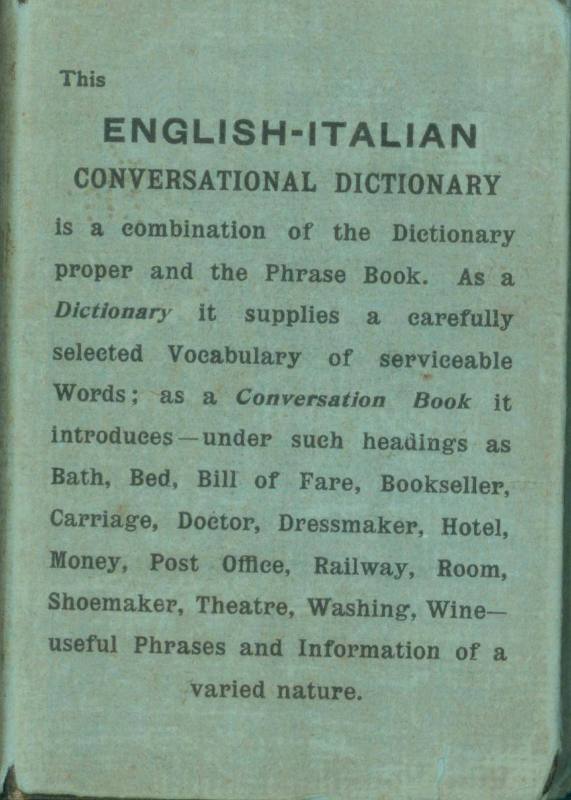 This
ENGLISH-ITALIAN
CONVERSATIONAL DICTIONARY
is a combination of the Dictionary
proper and the Phrase Book. As a
Dictionary it supplies a carefully
selected Vocabulary of serviceable
Words; as a Conversation Book it
introduces—under such headings as
Bath, Bed, Bill of Fare, Bookseller,
Carriage, Doctor, Dressmaker, Hotel,
Money, Post Office, Railway, Room,
Shoemaker, Theatre, Washing, Wine—
useful Phrases and Information of a
varied nature.